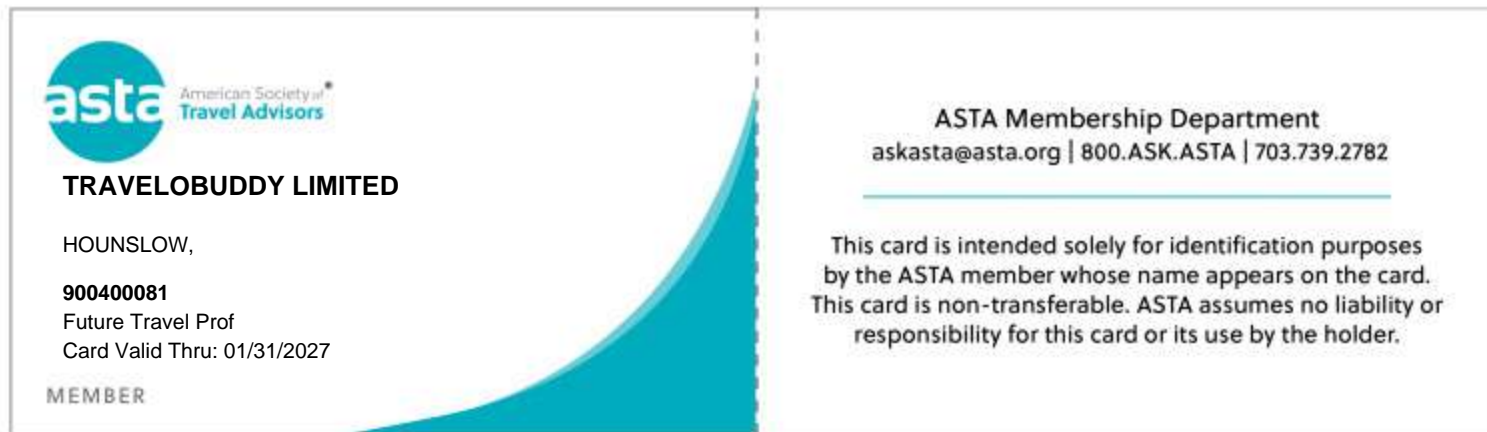 asta
American Society of
Travel Advisors
TRAVELOBUDDY LIMITED
HOUNSLOW,
900400081
Future Travel Prof
Card Valid Thru: 01/31/2027
MEMBER
ASTA Membership Department
askasta@asta.org | 800.ASK.ASTA | 703.739.2782
This card is intended solely for identification purposes
by the ASTA member whose name appears on the card.
This card is non-transferable. ASTA assumes no liability or
responsibility for this card or its use by the holder.